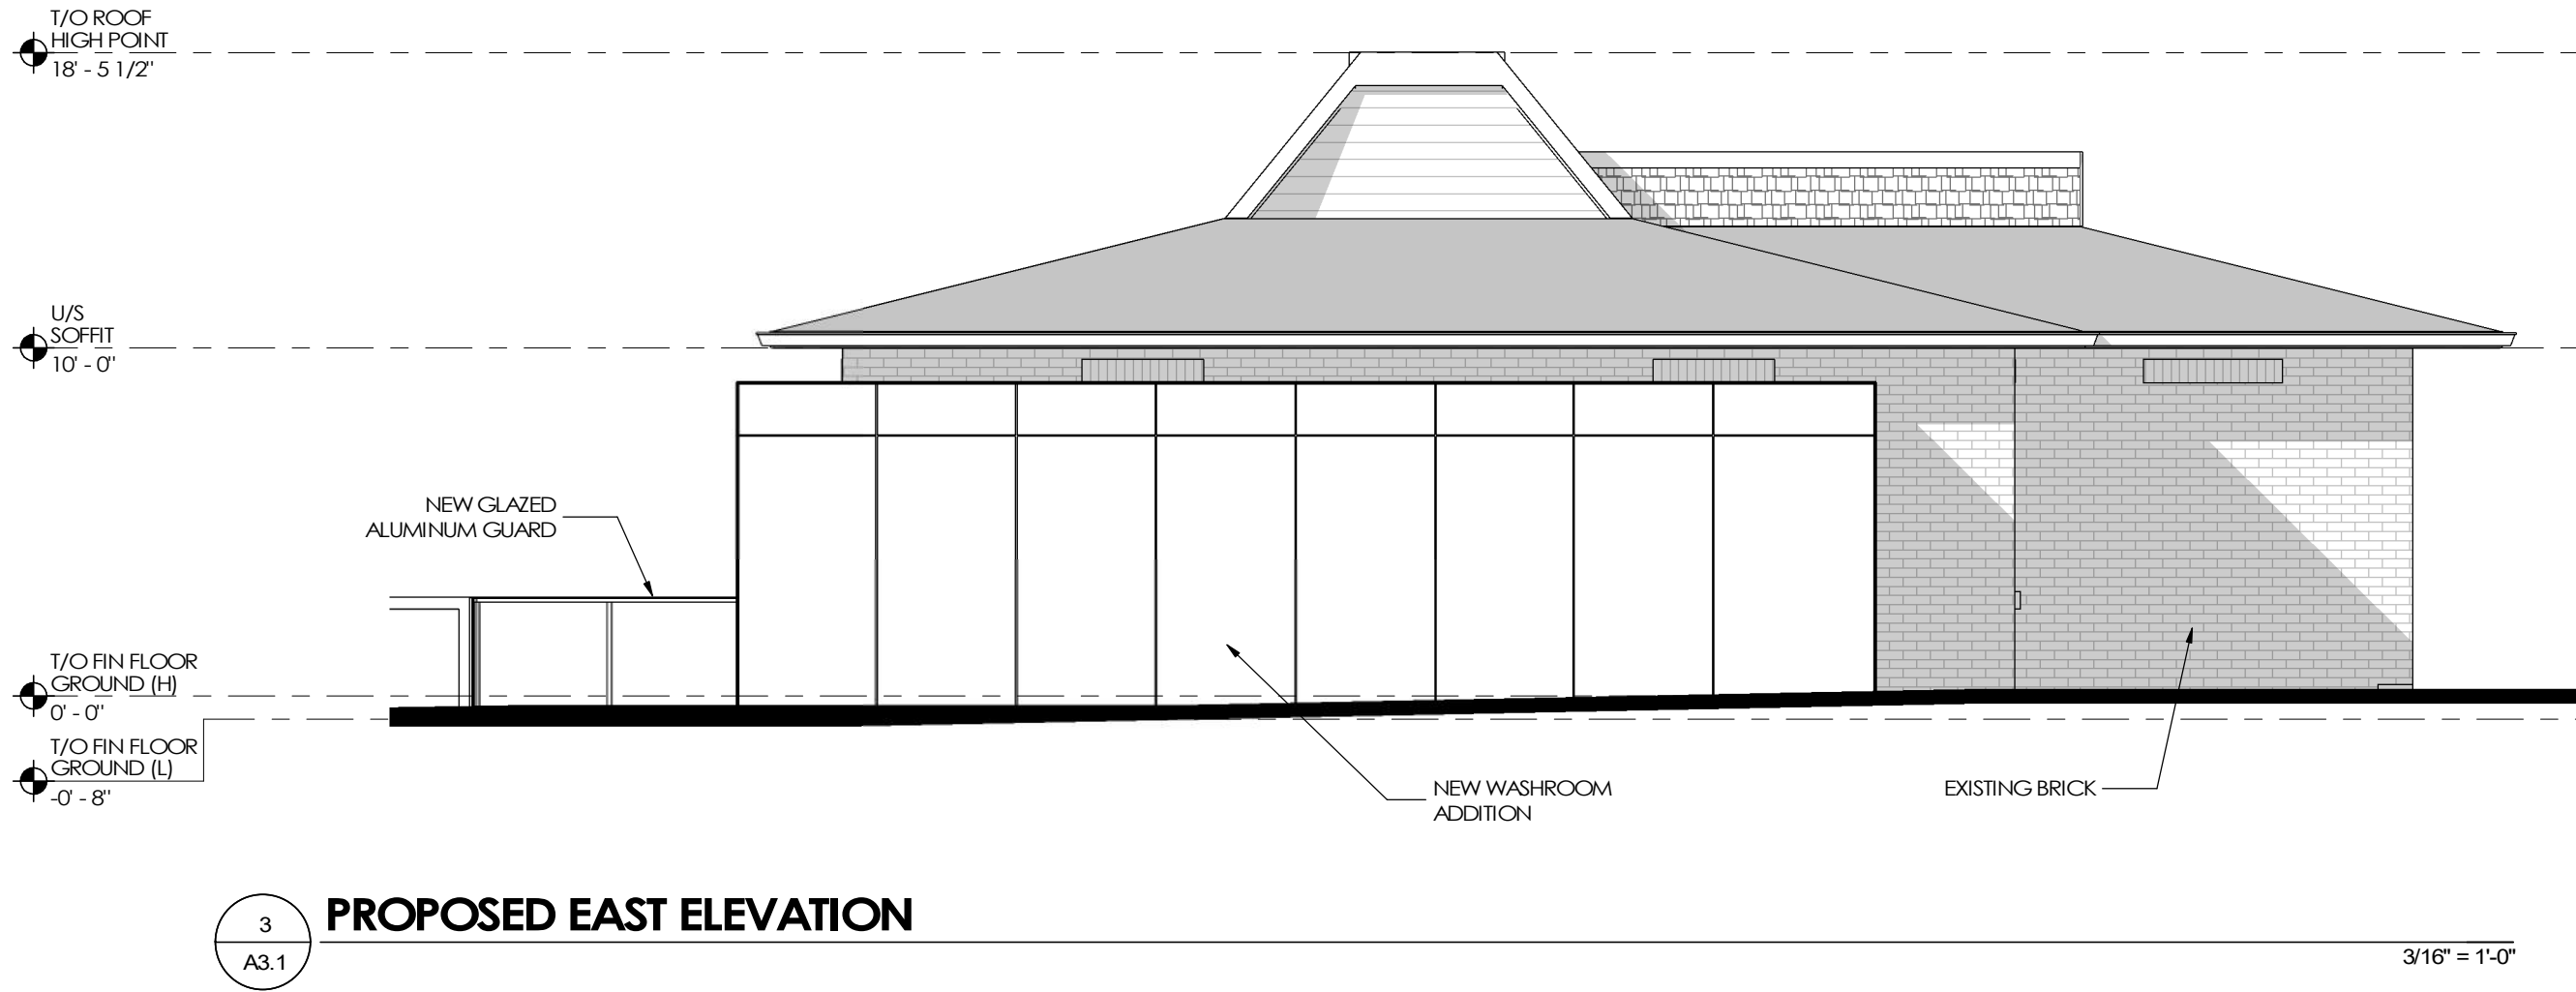 T/O ROOF
HIGH POINT
18' - 5 1/2"
U/S
SOFFIT
10' - 0"
NEW GLAZED
ALUMINUM GUARD
T/O FIN FLOOR
GROUND (H)
0' - 0"
T/O FIN FLOOR
GROUND (L)
-0' - 8"
NEW WASHROOM
ADDITION
EXISTING BRICK
3
A3.1
PROPOSED EAST ELEVATION
3/16" = 1'-0"